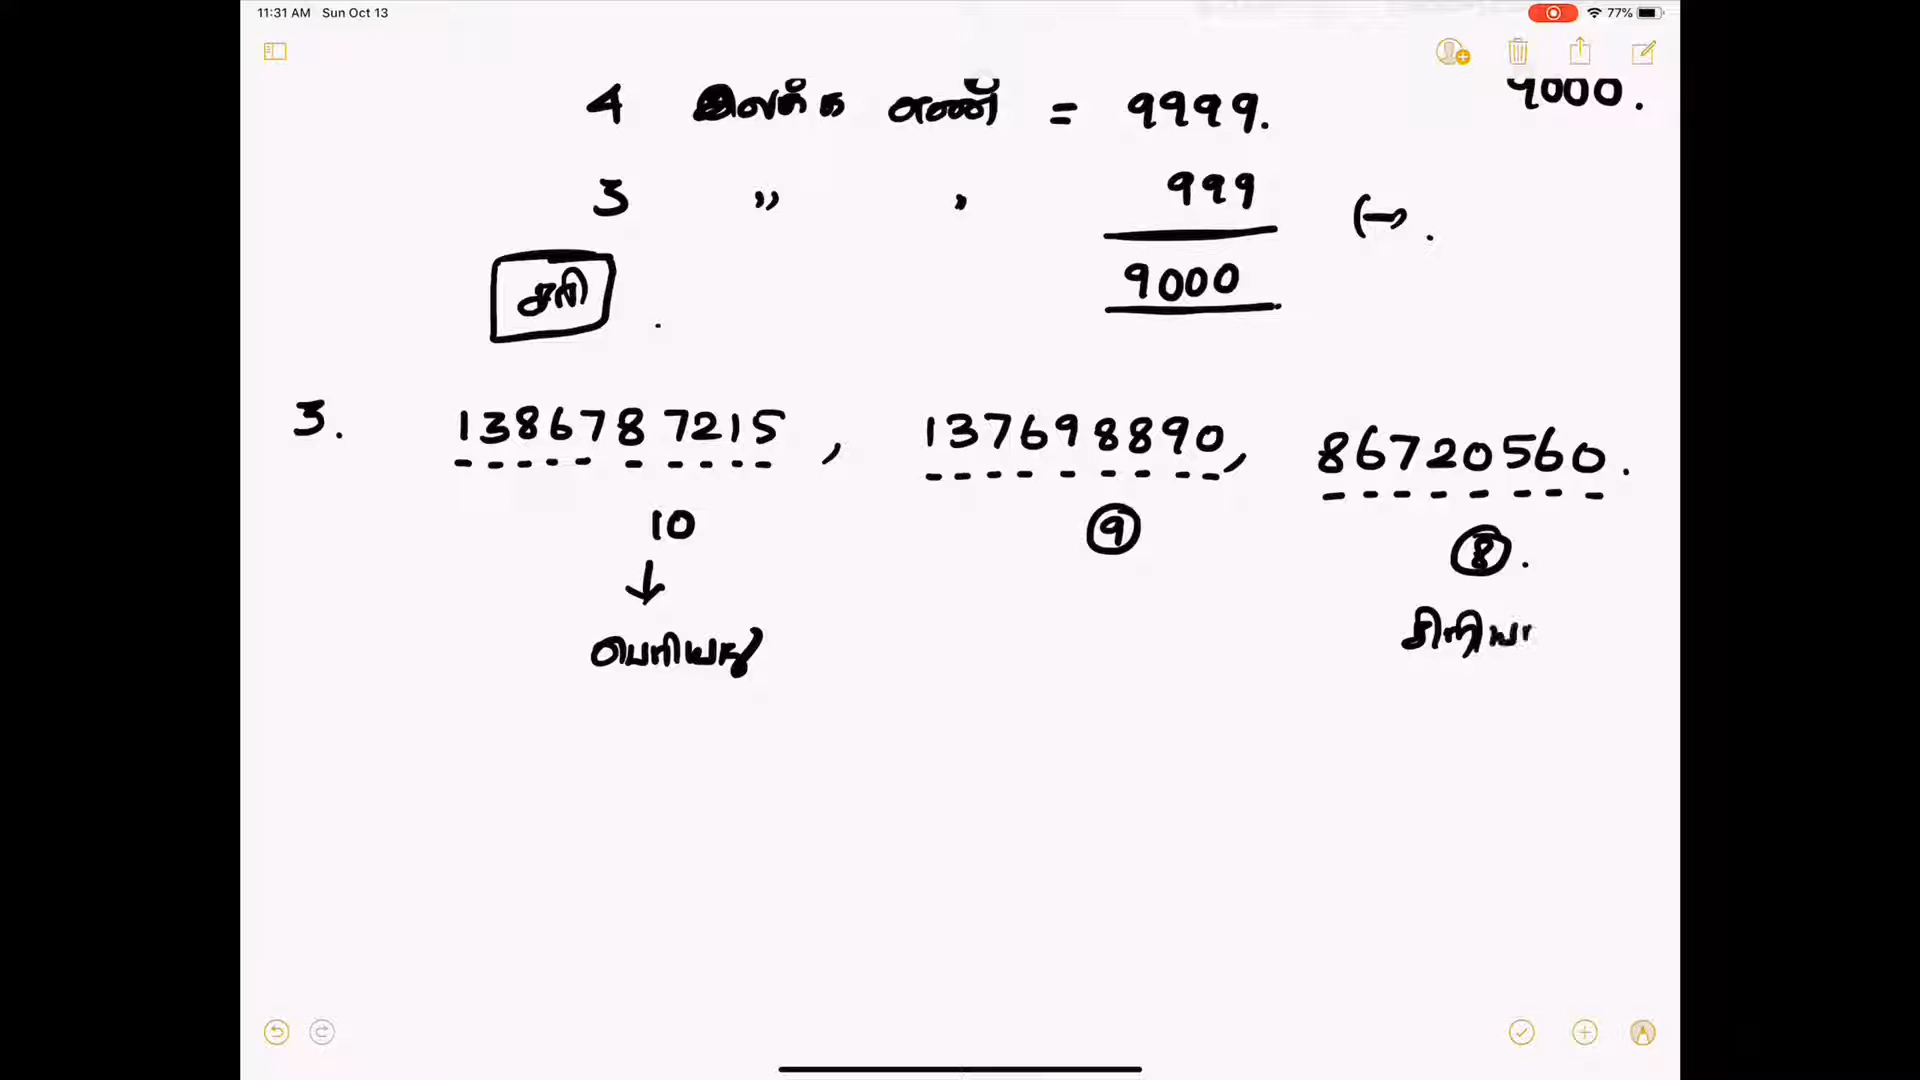 11:31 AM Sun Oct 13 77%
4 இலக்க எண் = 9999. 9000.
3 ,, , 999 (-) .
9000
சரி .
3. 1386787215 , 137698890, 86720560.
10 9 8.
↓
பெரியது சிறிய